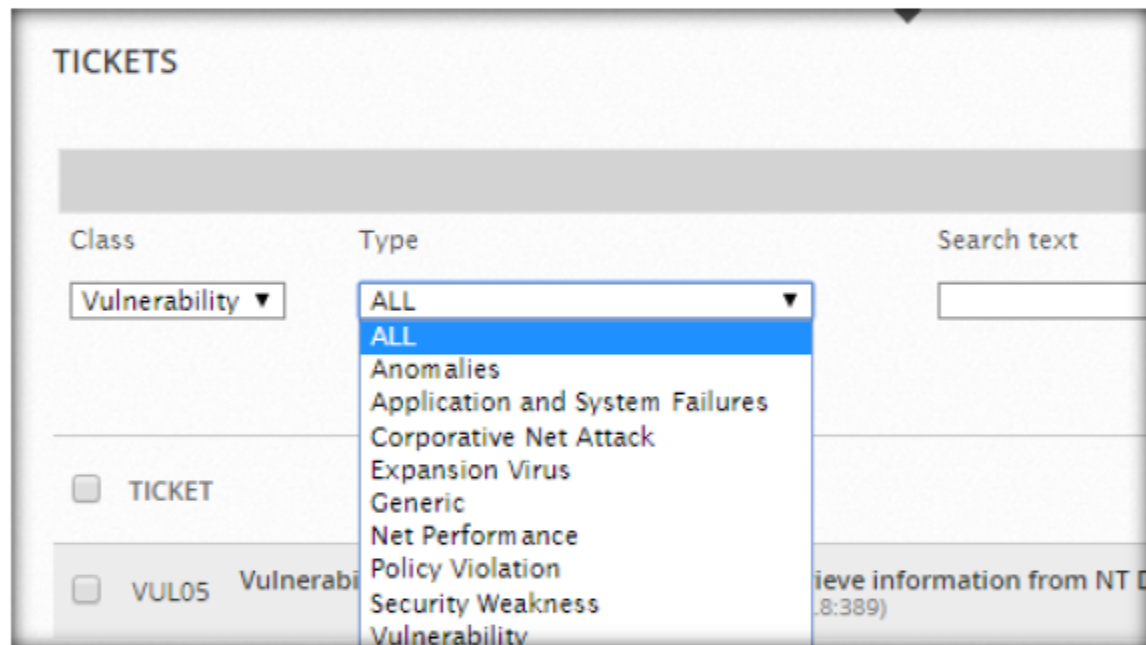 TICKETS
Class Type Search text
Vulnerability ALL
ALL
Anomalies
Application and System Failures
Corporative Net Attack
Expansion Virus
Generic
TICKET
Net Performance
Policy Violation
VUL05 Vulnerabi ieve information from NT D
.8:389)
Security Weakness
Vulnerability